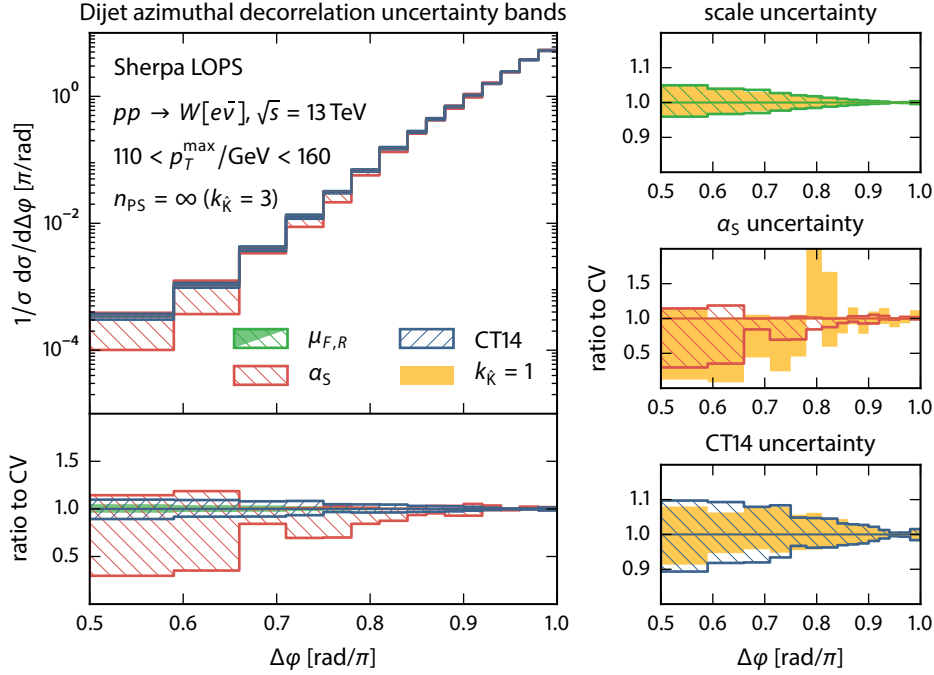 Dijet azimuthal decorrelation uncertainty bands
Sherpa LOPS
pp → W[eν̄], √s = 13 TeV
110 < p_T^max/GeV < 160
n_PS = ∞ (k_K̂ = 3)
1/σ dσ/dΔφ [π/rad]
10^0
10^−2
10^−4
μ_F,R
CT14
α_S
k_K̂ = 1
ratio to CV
1.5
1.0
0.5
0.5 0.6 0.7 0.8 0.9 1.0
Δφ [rad/π]
scale uncertainty
1.1
1.0
0.9
0.5 0.6 0.7 0.8 0.9 1.0
α_S uncertainty
ratio to CV
1.5
1.0
0.5
0.5 0.6 0.7 0.8 0.9 1.0
CT14 uncertainty
1.1
1.0
0.9
0.5 0.6 0.7 0.8 0.9 1.0
Δφ [rad/π]